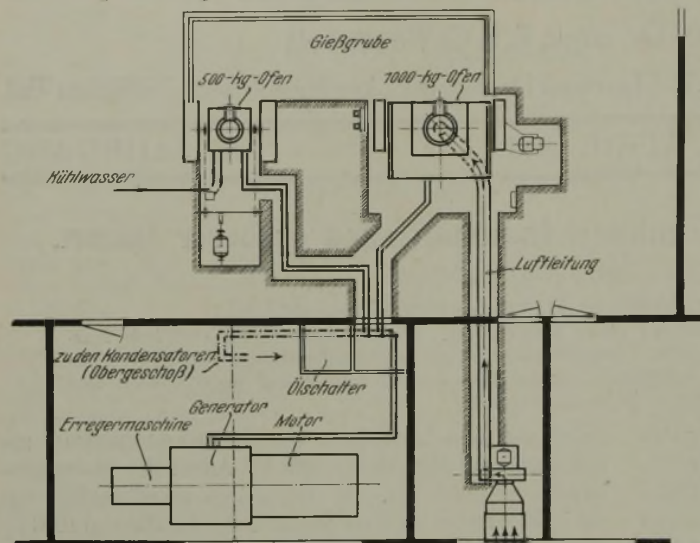 Gießgrube
500-kg-Ofen
1000-kg-Ofen
Kühlwasser
Luftleitung
zu den Kondensatoren
(Obergeschoß)
Ölschalter
Generator
Erregermaschine
Motor